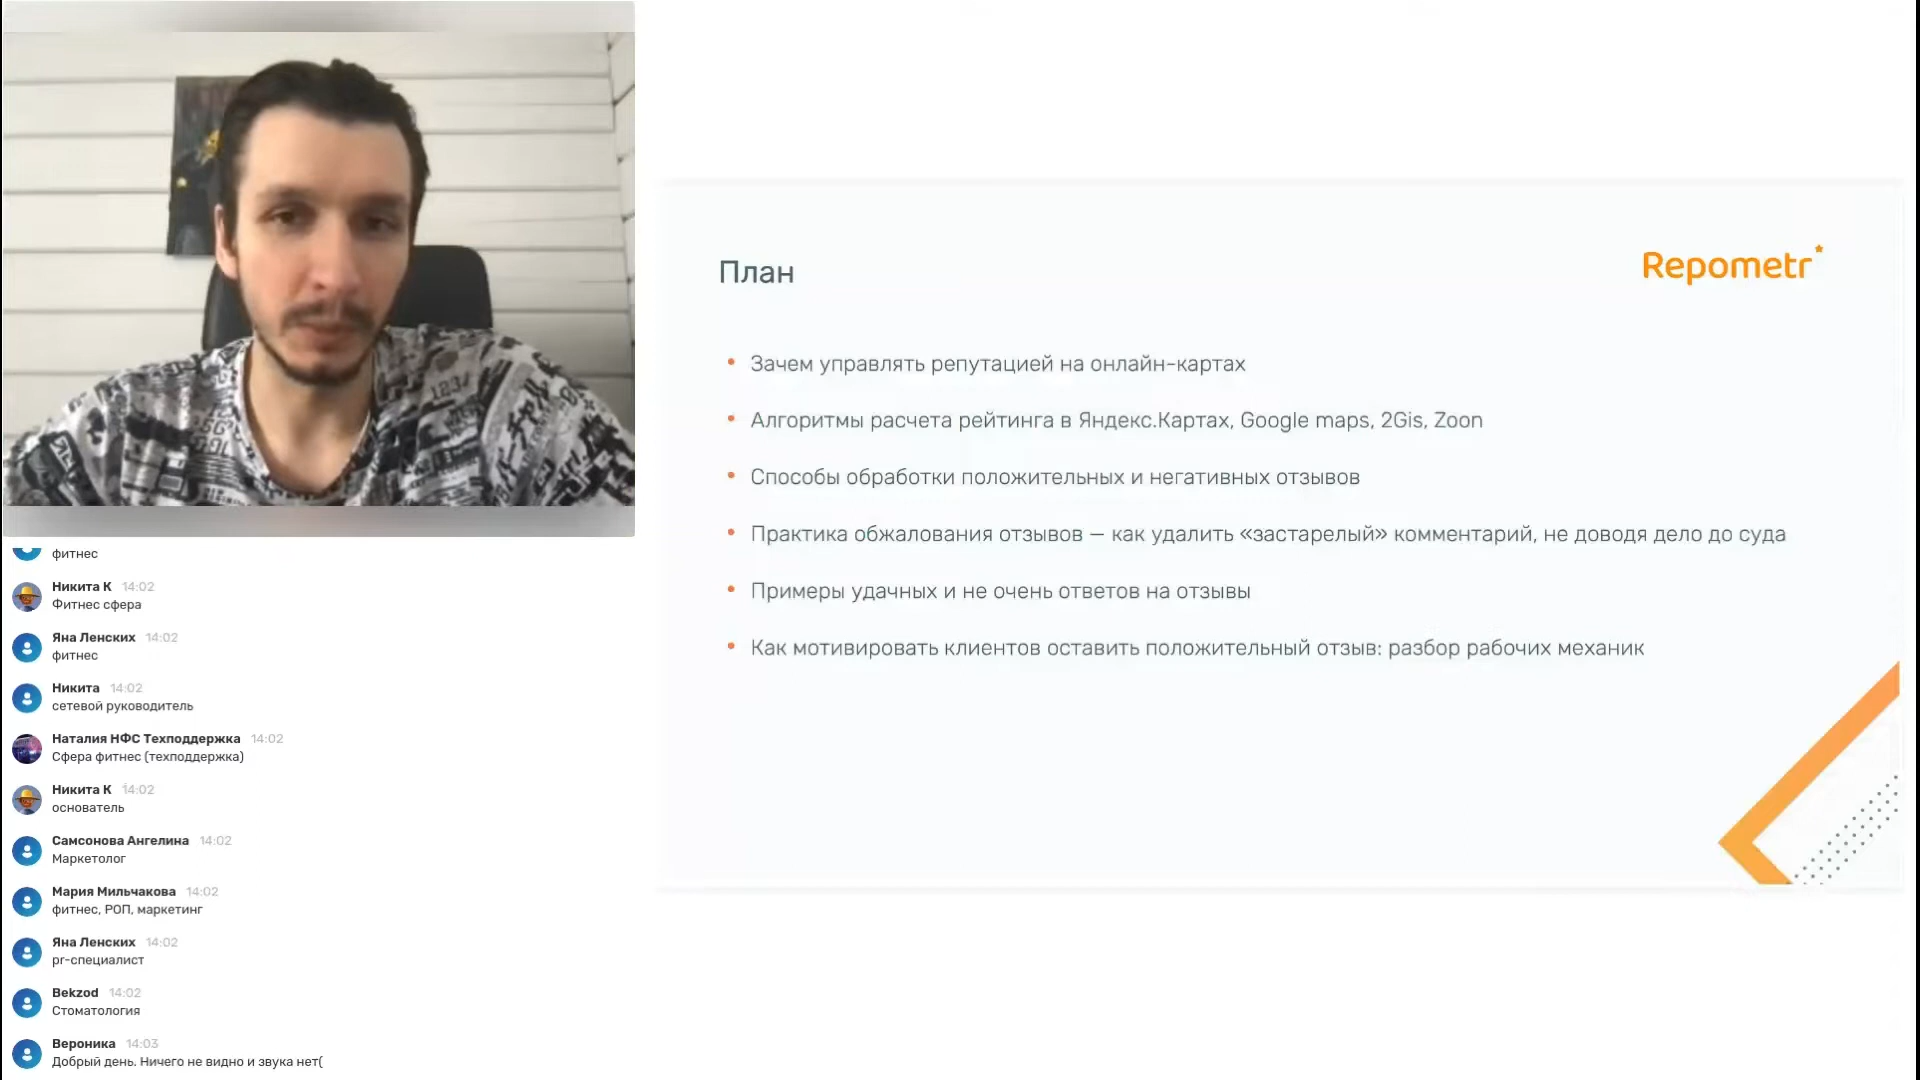 План
Repometr
Зачем управлять репутацией на онлайн-картах
Алгоритмы расчета рейтинга в Яндекс.Картах, Google maps, 2Gis, Zoon
Способы обработки положительных и негативных отзывов
Практика обжалования отзывов — как удалить «застарелый» комментарий, не доводя дело до суда
Примеры удачных и не очень ответов на отзывы
Как мотивировать клиентов оставить положительный отзыв: разбор рабочих механик
фитнес
Никита К 14:02
Фитнес сфера
Яна Ленских 14:02
фитнес
Никита 14:02
сетевой руководитель
Наталия НФС Техподдержка 14:02
Сфера фитнес (техподдержка)
Никита К 14:02
основатель
Самсонова Ангелина 14:02
Маркетолог
Мария Мильчакова 14:02
фитнес, РОП, маркетинг
Яна Ленских 14:02
pr-специалист
Bekzod 14:02
Стоматология
Вероника 14:03
Добрый день. Ничего не видно и звука нет(